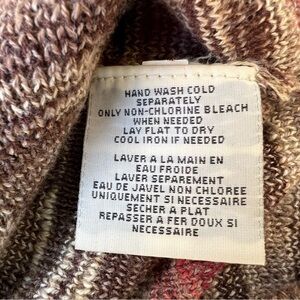 HAND WASH COLD
SEPARATELY
ONLY NON-CHLORINE BLEACH
WHEN NEEDED
LAY FLAT TO DRY
COOL IRON IF NEEDED
LAVER A LA MAIN EN
EAU FROIDE
LAVER SEPAREMENT
EAU DE JAVEL NON CHLOREE
UNIQUEMENT SI NECESSAIRE
SECHER A PLAT
REPASSER A FER DOUX SI
NECESSAIRE